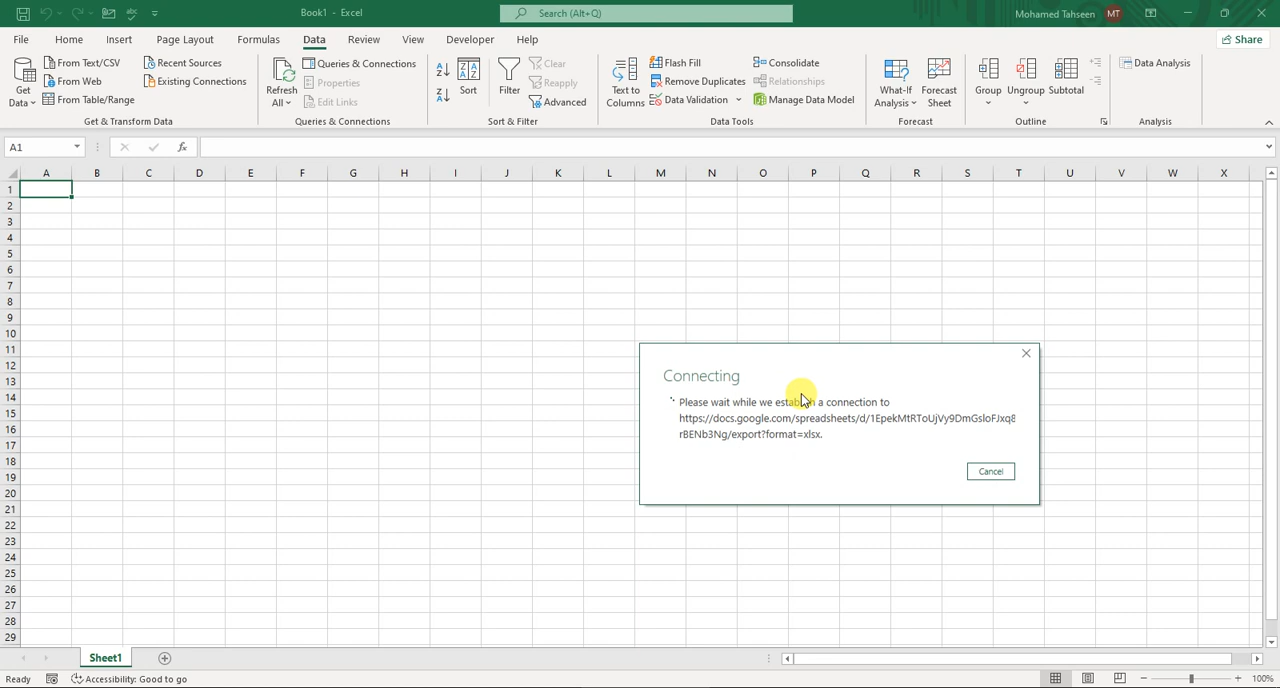 Book1 - Excel
Search (Alt+Q)
Mohamed Tahseen MT
File Home Insert Page Layout Formulas Data Review View Developer Help
Share
Get Data
From Text/CSV
From Web
From Table/Range
Recent Sources
Existing Connections
Get & Transform Data
Refresh All
Queries & Connections
Properties
Edit Links
Queries & Connections
Sort
Filter
Clear
Reapply
Advanced
Sort & Filter
Text to Columns
Flash Fill
Remove Duplicates
Data Validation
Consolidate
Relationships
Manage Data Model
Data Tools
What-If Analysis
Forecast Sheet
Forecast
Group
Ungroup
Subtotal
Outline
Data Analysis
Analysis
A1
fx
A B C D E F G H I J K L M N O P Q R S T U V W X
1
2
3
4
5
6
7
8
9
10
11
12
13
14
15
16
17
18
19
20
21
22
23
24
25
26
27
28
29
Connecting
Please wait while we establish a connection to
https://docs.google.com/spreadsheets/d/1EpekMtRToUjVy9DmGsloFJxq8
rBENb3Ng/export?format=xlsx.
Cancel
Sheet1
Ready
Accessibility: Good to go
100%